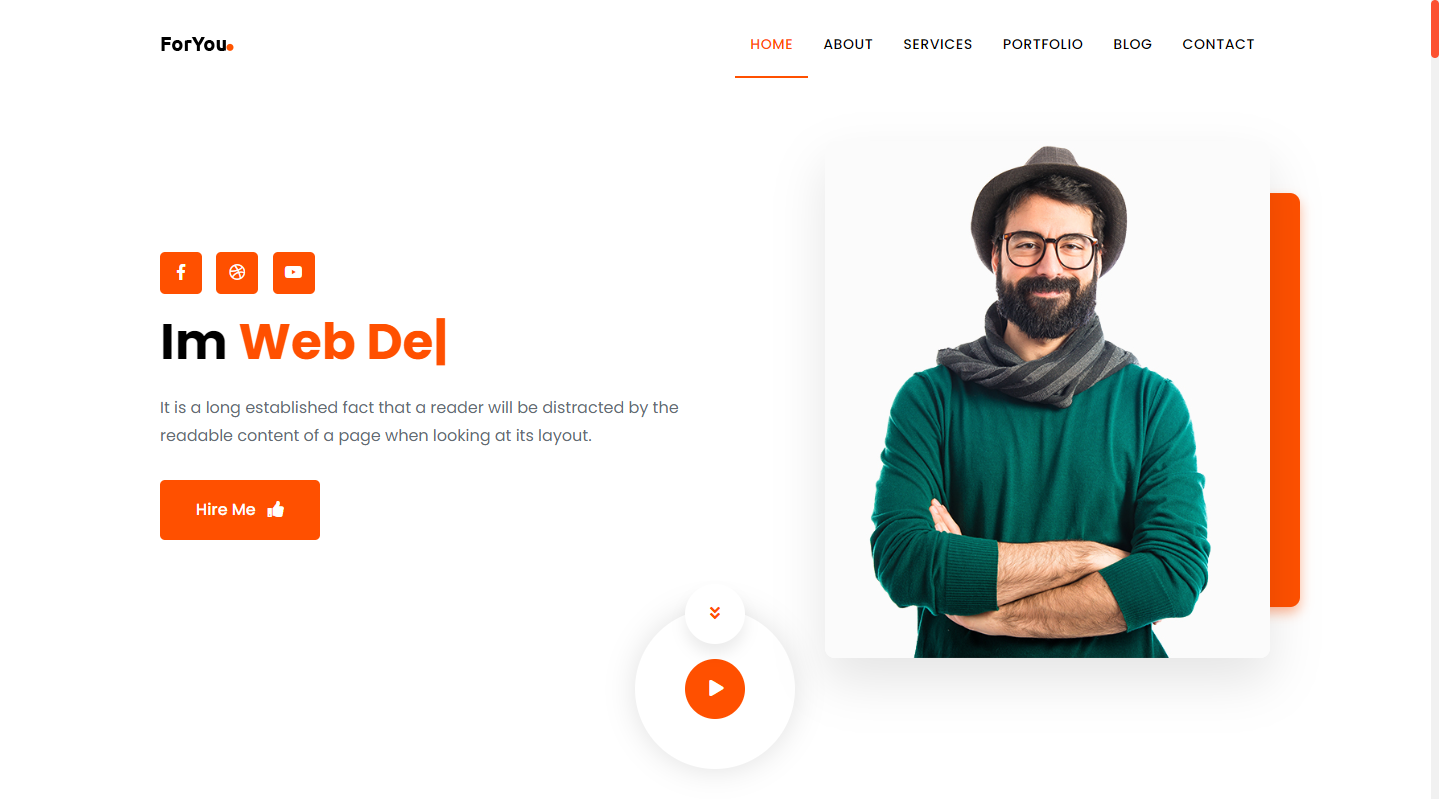 ForYou.
HOME ABOUT SERVICES PORTFOLIO BLOG CONTACT
Im Web De|
It is a long established fact that a reader will be distracted by the
readable content of a page when looking at its layout.
Hire Me